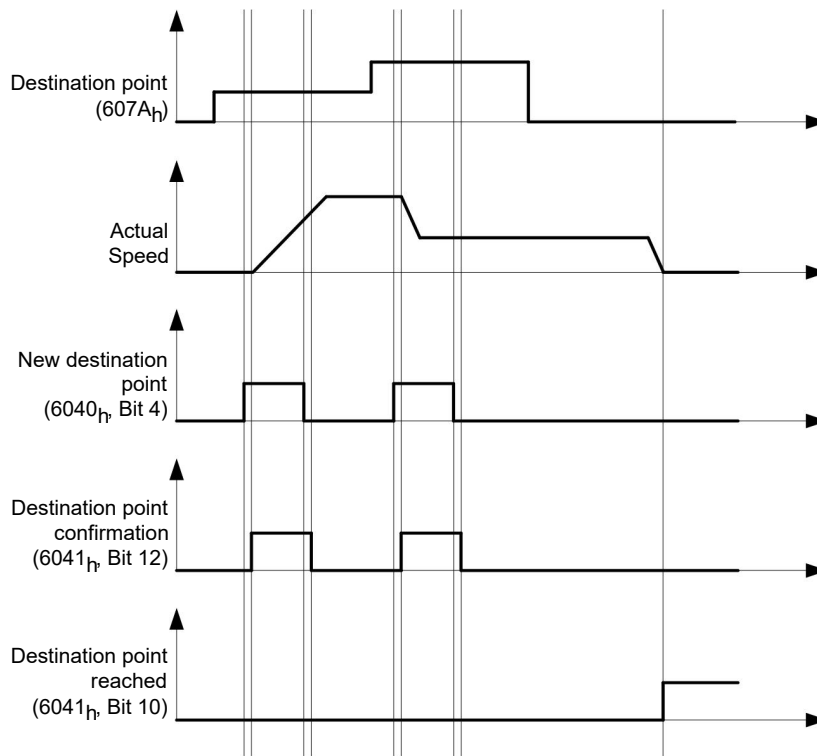 Destination point
(607Ah)
Actual
Speed
New destination
point
(6040h, Bit 4)
Destination point
confirmation
(6041h, Bit 12)
Destination point
reached
(6041h, Bit 10)